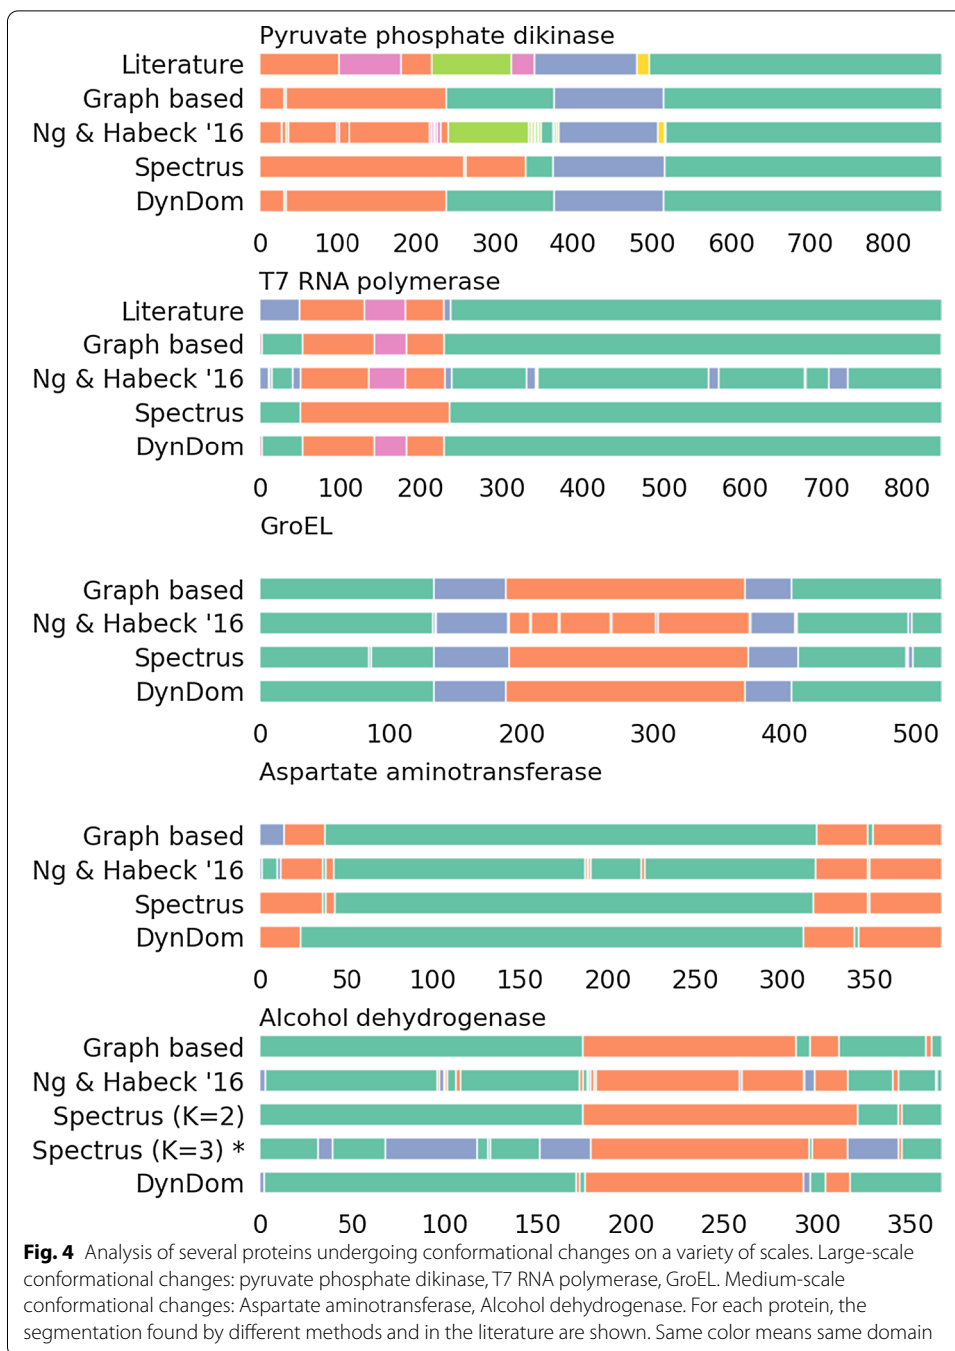 Pyruvate phosphate dikinase
Literature
Graph based
Ng & Habeck '16
Spectrus
DynDom
0 100 200 300 400 500 600 700 800
T7 RNA polymerase
Literature
Graph based
Ng & Habeck '16
Spectrus
DynDom
0 100 200 300 400 500 600 700 800
GroEL
Graph based
Ng & Habeck '16
Spectrus
DynDom
0 100 200 300 400 500
Aspartate aminotransferase
Graph based
Ng & Habeck '16
Spectrus
DynDom
0 50 100 150 200 250 300 350
Alcohol dehydrogenase
Graph based
Ng & Habeck '16
Spectrus (K=2)
Spectrus (K=3) *
DynDom
0 50 100 150 200 250 300 350
Fig. 4 Analysis of several proteins undergoing conformational changes on a variety of scales. Large-scale
conformational changes: pyruvate phosphate dikinase, T7 RNA polymerase, GroEL. Medium-scale
conformational changes: Aspartate aminotransferase, Alcohol dehydrogenase. For each protein, the
segmentation found by different methods and in the literature are shown. Same color means same domain